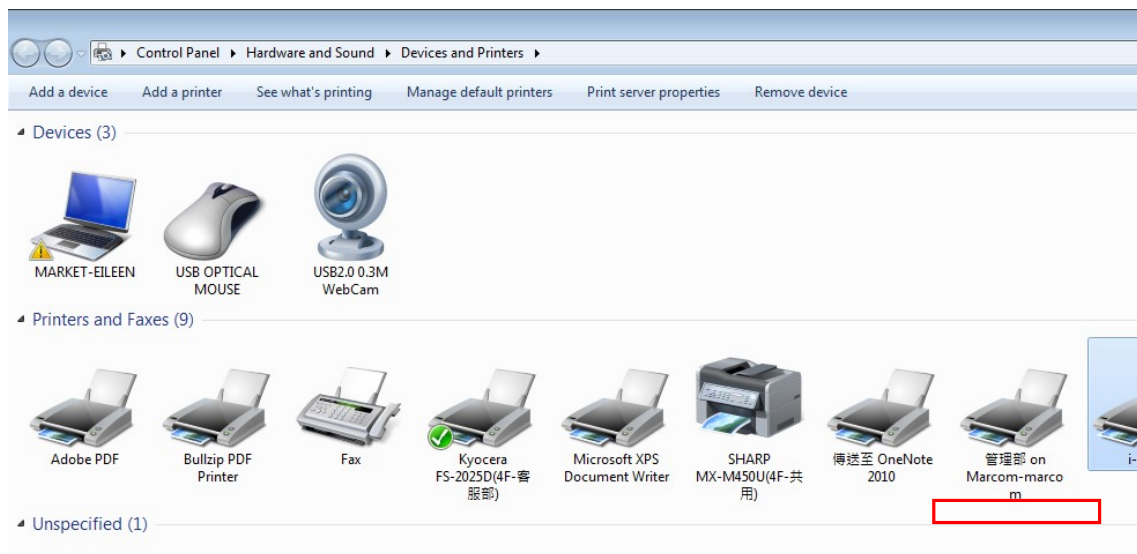 Control Panel Hardware and Sound Devices and Printers
Add a device Add a printer See what's printing Manage default printers Print server properties Remove device
Devices (3)
MARKET-EILEEN
USB OPTICAL
MOUSE
USB2.0 0.3M
WebCam
Printers and Faxes (9)
Adobe PDF
Bullzip PDF
Printer
Fax
Kyocera
FS-2025D(4F-客
服部)
Microsoft XPS
Document Writer
SHARP
MX-M450U(4F-共
用)
傳送至 OneNote
2010
管理部 on
Marcom-marco
m
i-
Unspecified (1)